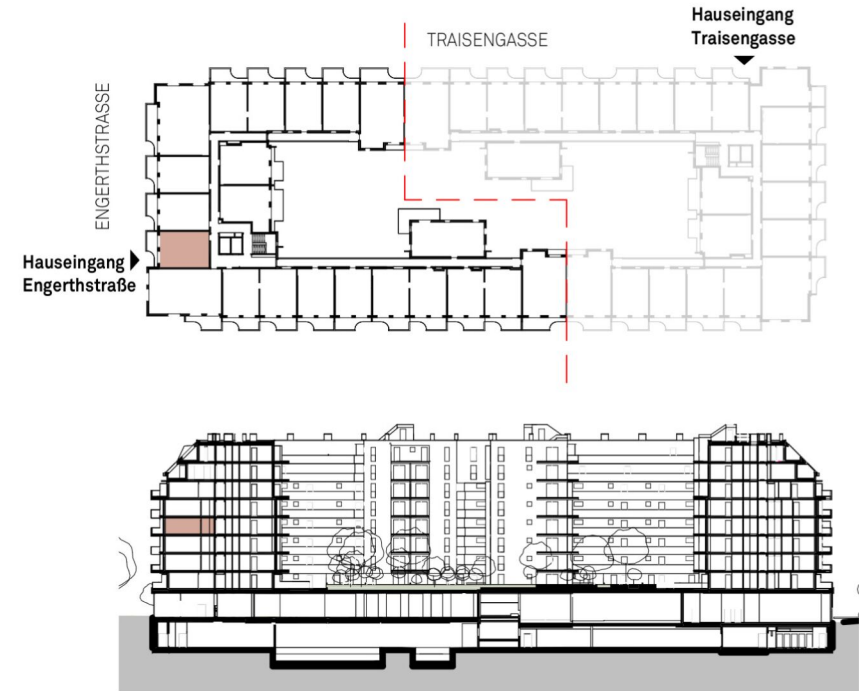 Hauseingang
Traisengasse
TRAISENGASSE
ENGERTHSTRASSE
Hauseingang
Engerthstraße